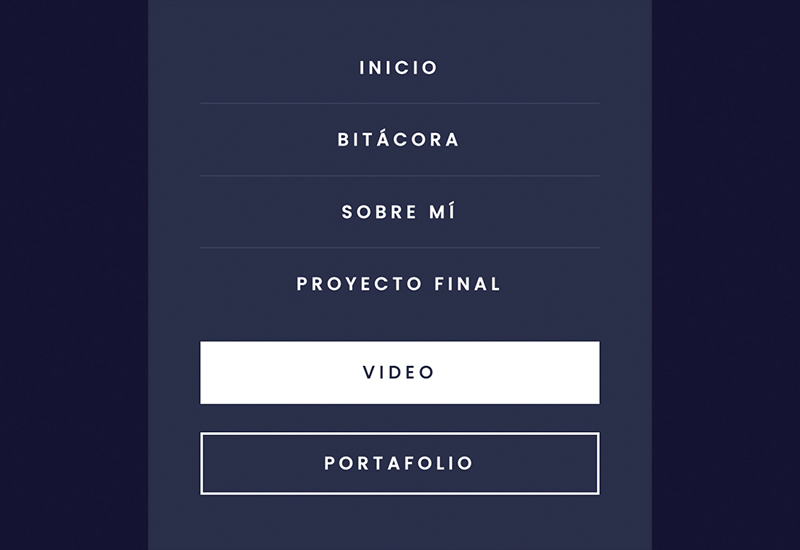 INICIO
BITÁCORA
SOBRE MÍ
PROYECTO FINAL
VIDEO
PORTAFOLIO